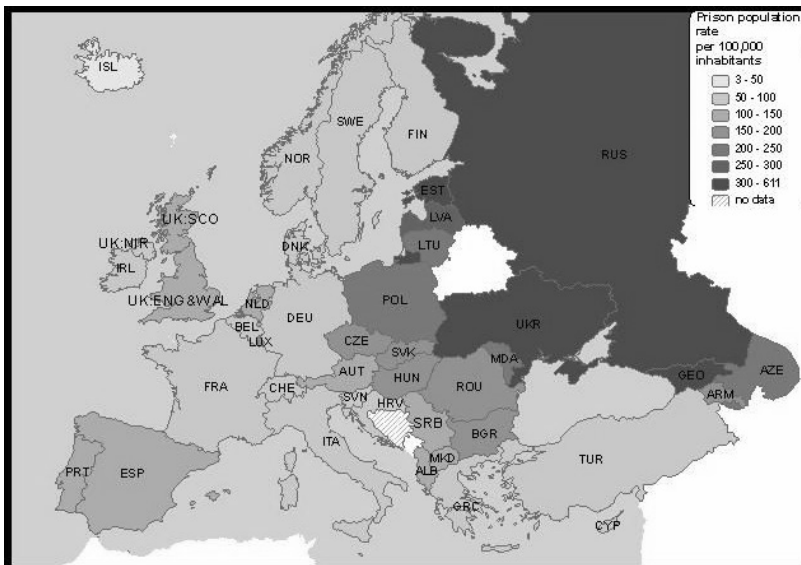 Prison population
rate
per 100,000
inhabitants
3 - 50
50 - 100
100 - 150
150 - 200
200 - 250
250 - 300
300 - 611
no data
ISL
SWE
FIN
NOR
RUS
EST
UK:SCO
LVA
UK:NIR
DNK
LTU
IRL
UK:ENG&WAL
NLD
POL
BEL
DEU
UKR
LUX
CZE
SVK
MDA
AUT
HUN
GEO
AZE
FRA
CHE
ROU
ARM
SVN
HRV
SRB
ITA
BGR
PRT
ESP
MKD
ALB
TUR
GRC
CYP